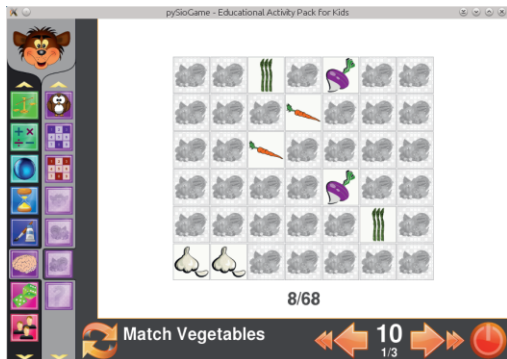 pySioGame - Educational Activity Pack for Kids
8/68
Match Vegetables
10
1/3